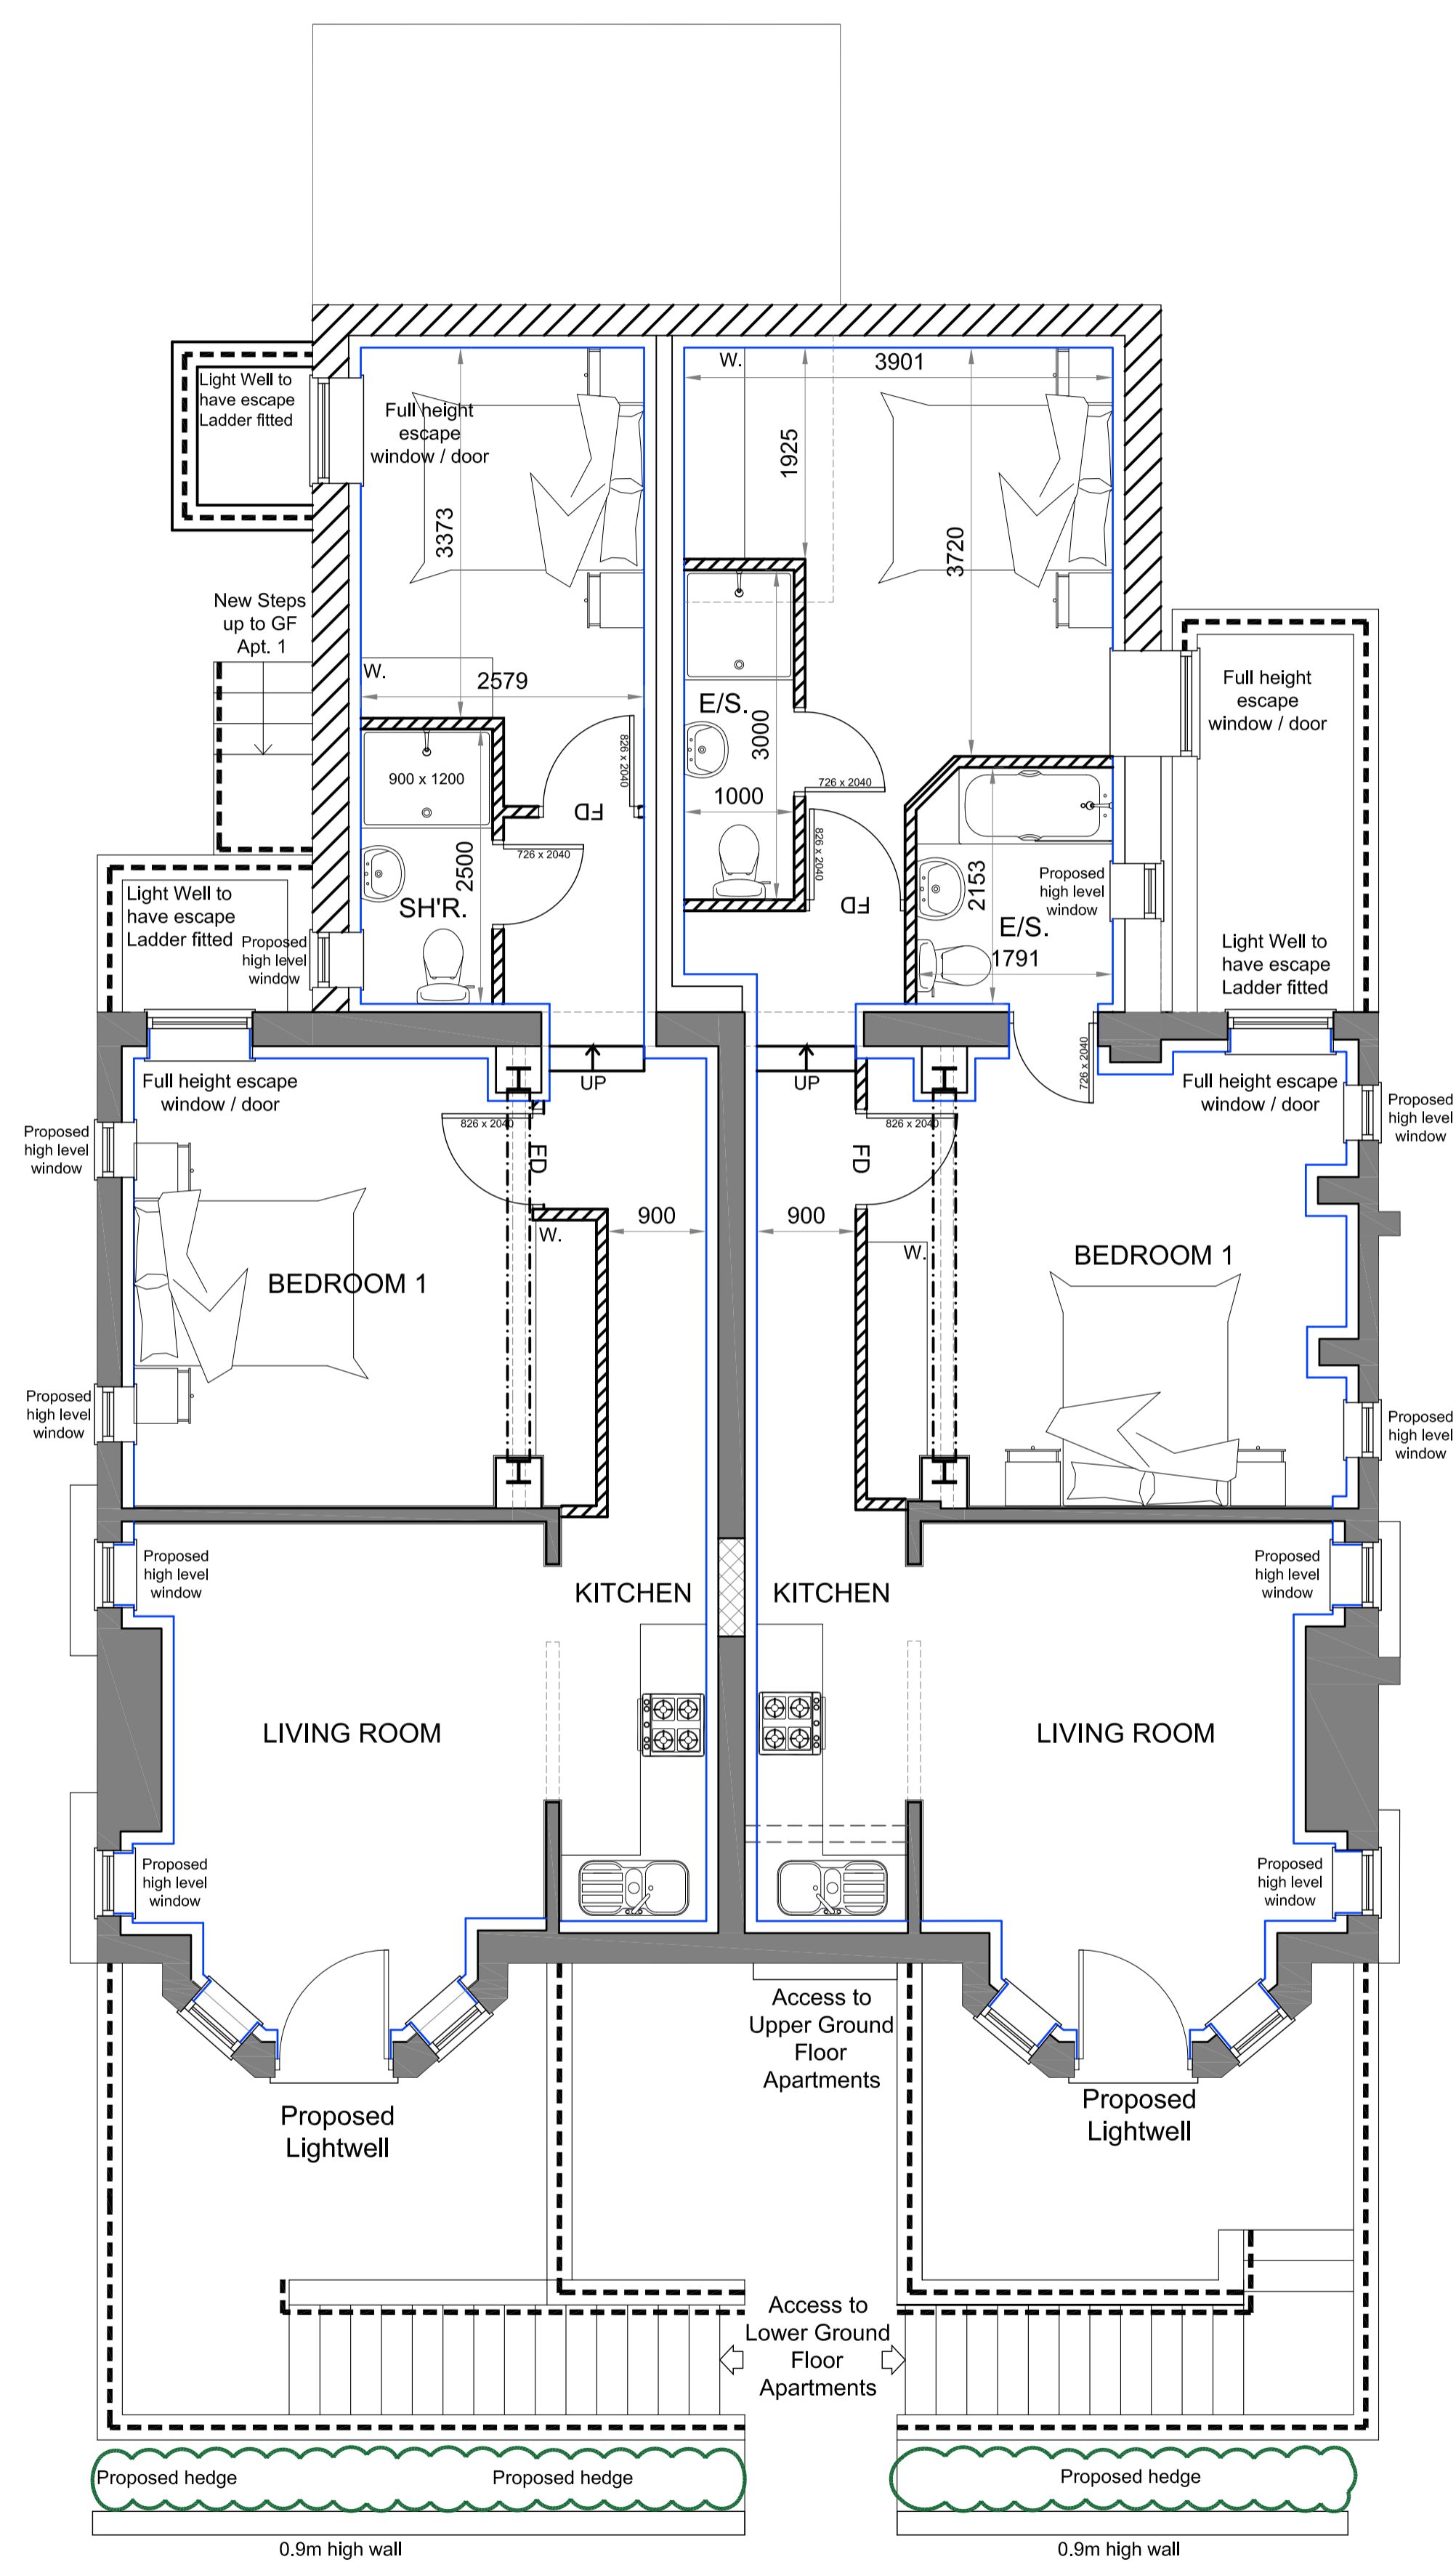 W.
3901
Light Well to
have escape
Ladder fitted
Full height
escape
window / door
1925
3373
3720
New Steps
up to GF
Apt. 1
W.
2579
E/S.
3000
Full height
escape
window / door
826 x 2040
900 x 1200
726 x 2040
1000
FD
726 x 2040
826 x 2040
2500
2153
Proposed
high level
window
Light Well to
have escape
Ladder fitted
SH'R.
FD
E/S.
1791
Proposed
high level
window
Light Well to
have escape
Ladder fitted
726 x 2040
Full height escape
window / door
UP
UP
Full height escape
window / door
Proposed
high level
window
826 x 2040
FD
826 x 2040
FD
Proposed
high level
window
900
900
W.
W.
BEDROOM 1
BEDROOM 1
Proposed
high level
window
Proposed
high level
window
Proposed
high level
window
KITCHEN
KITCHEN
Proposed
high level
window
LIVING ROOM
LIVING ROOM
Proposed
high level
window
Proposed
high level
window
Access to
Upper Ground
Floor
Apartments
Proposed
Lightwell
Proposed
Lightwell
Access to
Lower Ground
Floor
Apartments
Proposed hedge
Proposed hedge
Proposed hedge
0.9m high wall
0.9m high wall